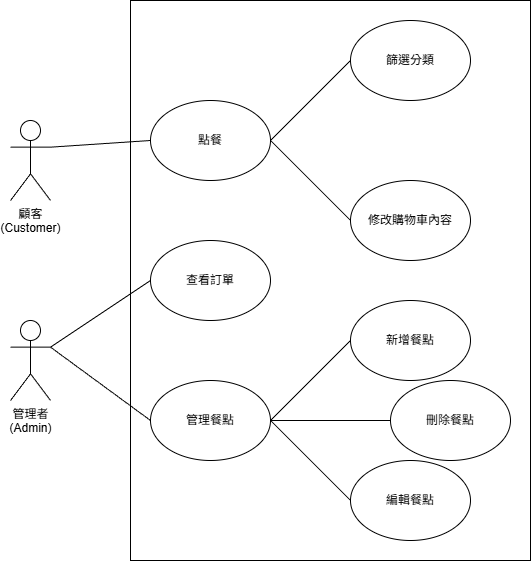 篩選分類
點餐
修改購物車內容
顧客
(Customer)
查看訂單
新增餐點
管理者
(Admin)
管理餐點
刪除餐點
編輯餐點